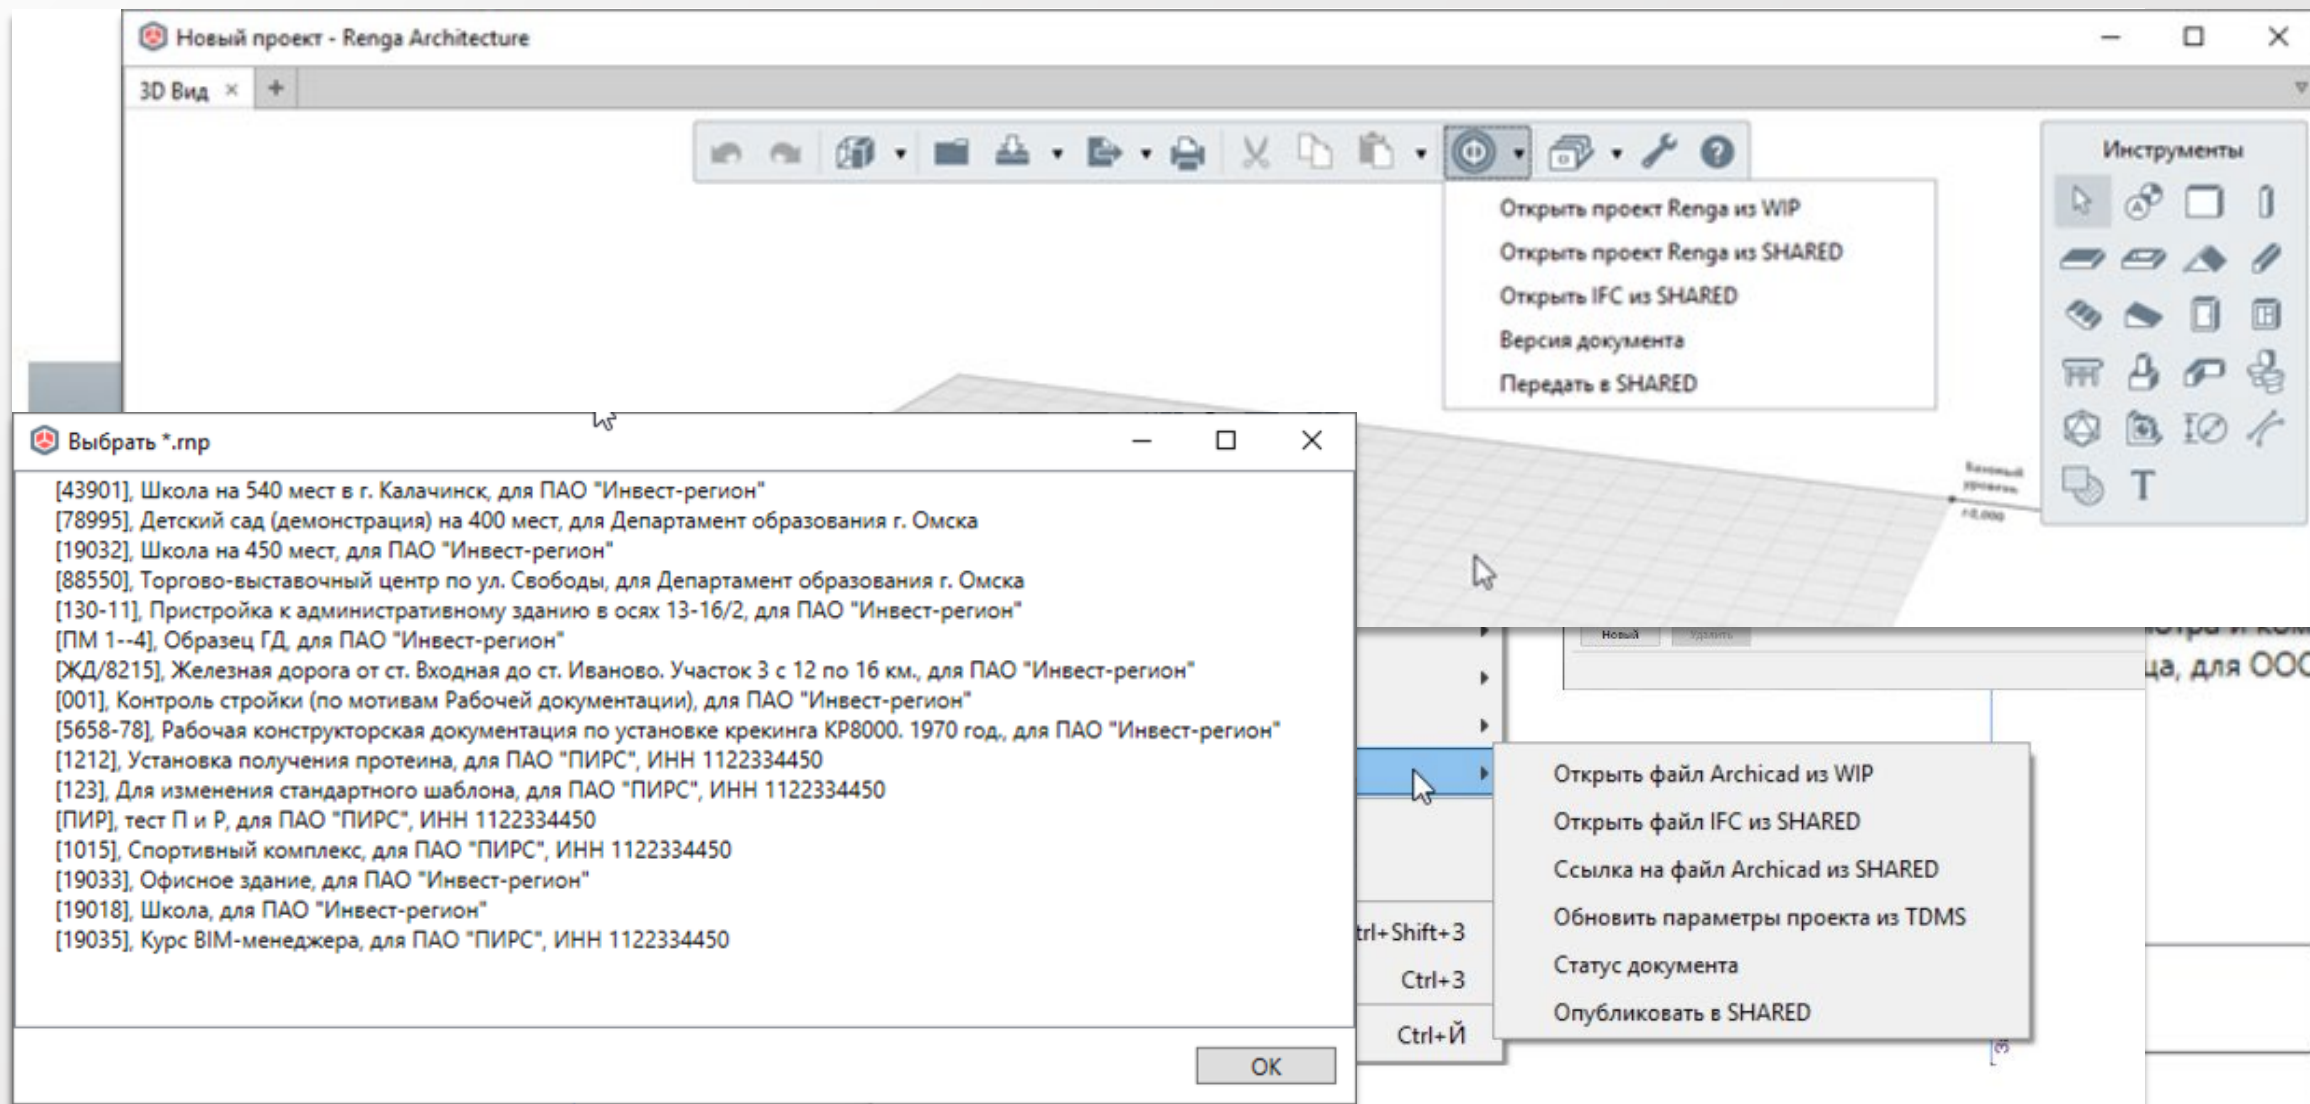 Новый проект - Renga Architecture
3D Вид
Инструменты
Открыть проект Renga из WIP
Открыть проект Renga из SHARED
Открыть IFC из SHARED
Версия документа
Передать в SHARED
Базовый
уровень
Выбрать *.rnp
[43901], Школа на 540 мест в г. Калачинск, для ПАО "Инвест-регион"
[78995], Детский сад (демонстрация) на 400 мест, для Департамент образования г. Омска
[19032], Школа на 450 мест, для ПАО "Инвест-регион"
[88550], Торгово-выставочный центр по ул. Свободы, для Департамент образования г. Омска
[130-11], Пристройка к административному зданию в осях 13-16/2, для ПАО "Инвест-регион"
[ПМ 1--4], Образец ГД, для ПАО "Инвест-регион"
[ЖД/8215], Железная дорога от ст. Входная до ст. Иваново. Участок 3 с 12 по 16 км., для ПАО "Инвест-регион"
[001], Контроль стройки (по мотивам Рабочей документации), для ПАО "Инвест-регион"
[5658-78], Рабочая конструкторская документация по установке крекинга КР8000. 1970 год., для ПАО "Инвест-регион"
[1212], Установка получения протеина, для ПАО "ПИРС", ИНН 1122334450
[123], Для изменения стандартного шаблона, для ПАО "ПИРС", ИНН 1122334450
[ПИР], тест П и Р, для ПАО "ПИРС", ИНН 1122334450
[1015], Спортивный комплекс, для ПАО "ПИРС", ИНН 1122334450
[19033], Офисное здание, для ПАО "Инвест-регион"
[19018], Школа, для ПАО "Инвест-регион"
[19035], Курс BIM-менеджера, для ПАО "ПИРС", ИНН 1122334450
OK
Новый Удалить
ца, для ООО
Открыть файл Archicad из WIP
Открыть файл IFC из SHARED
Ссылка на файл Archicad из SHARED
Обновить параметры проекта из TDMS
Статус документа
Опубликовать в SHARED
trl+Shift+3
Ctrl+3
Ctrl+Й